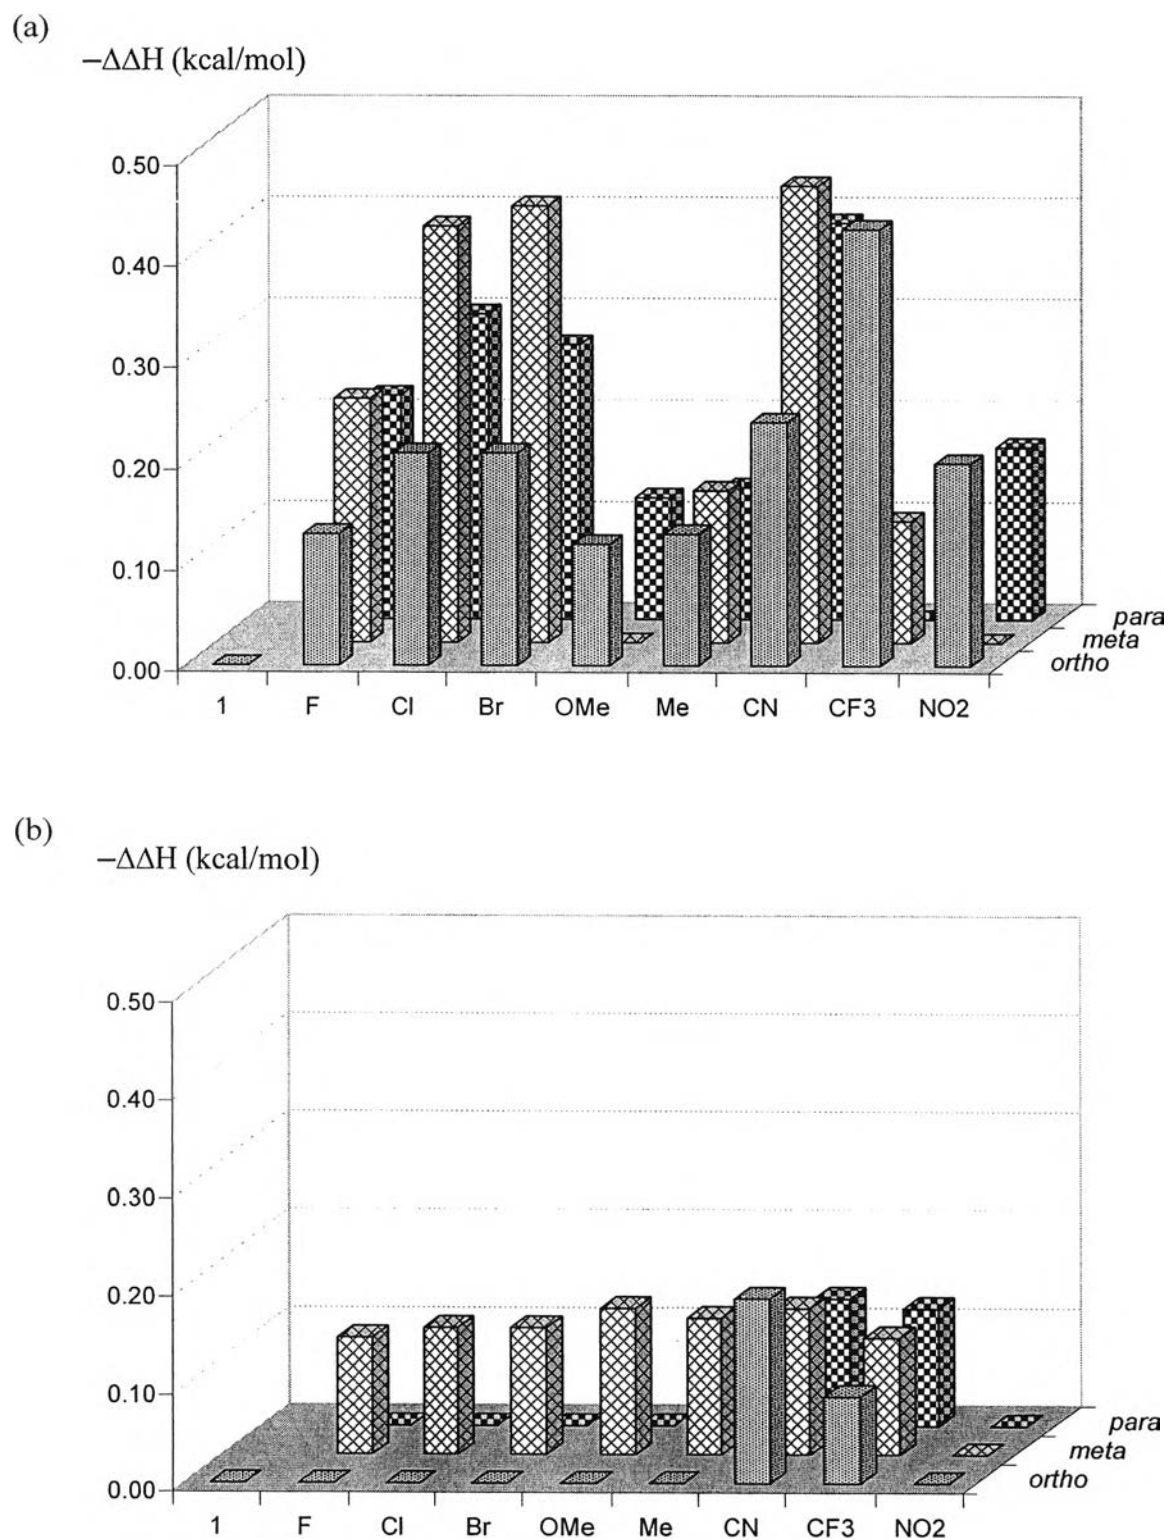 (a)
−ΔΔH (kcal/mol)
0.50
0.40
0.30
0.20
0.10
0.00
para
meta
ortho
1 F Cl Br OMe Me CN CF3 NO2
(b)
−ΔΔH (kcal/mol)
0.50
0.40
0.30
0.20
0.10
0.00
para
meta
ortho
1 F Cl Br OMe Me CN CF3 NO2